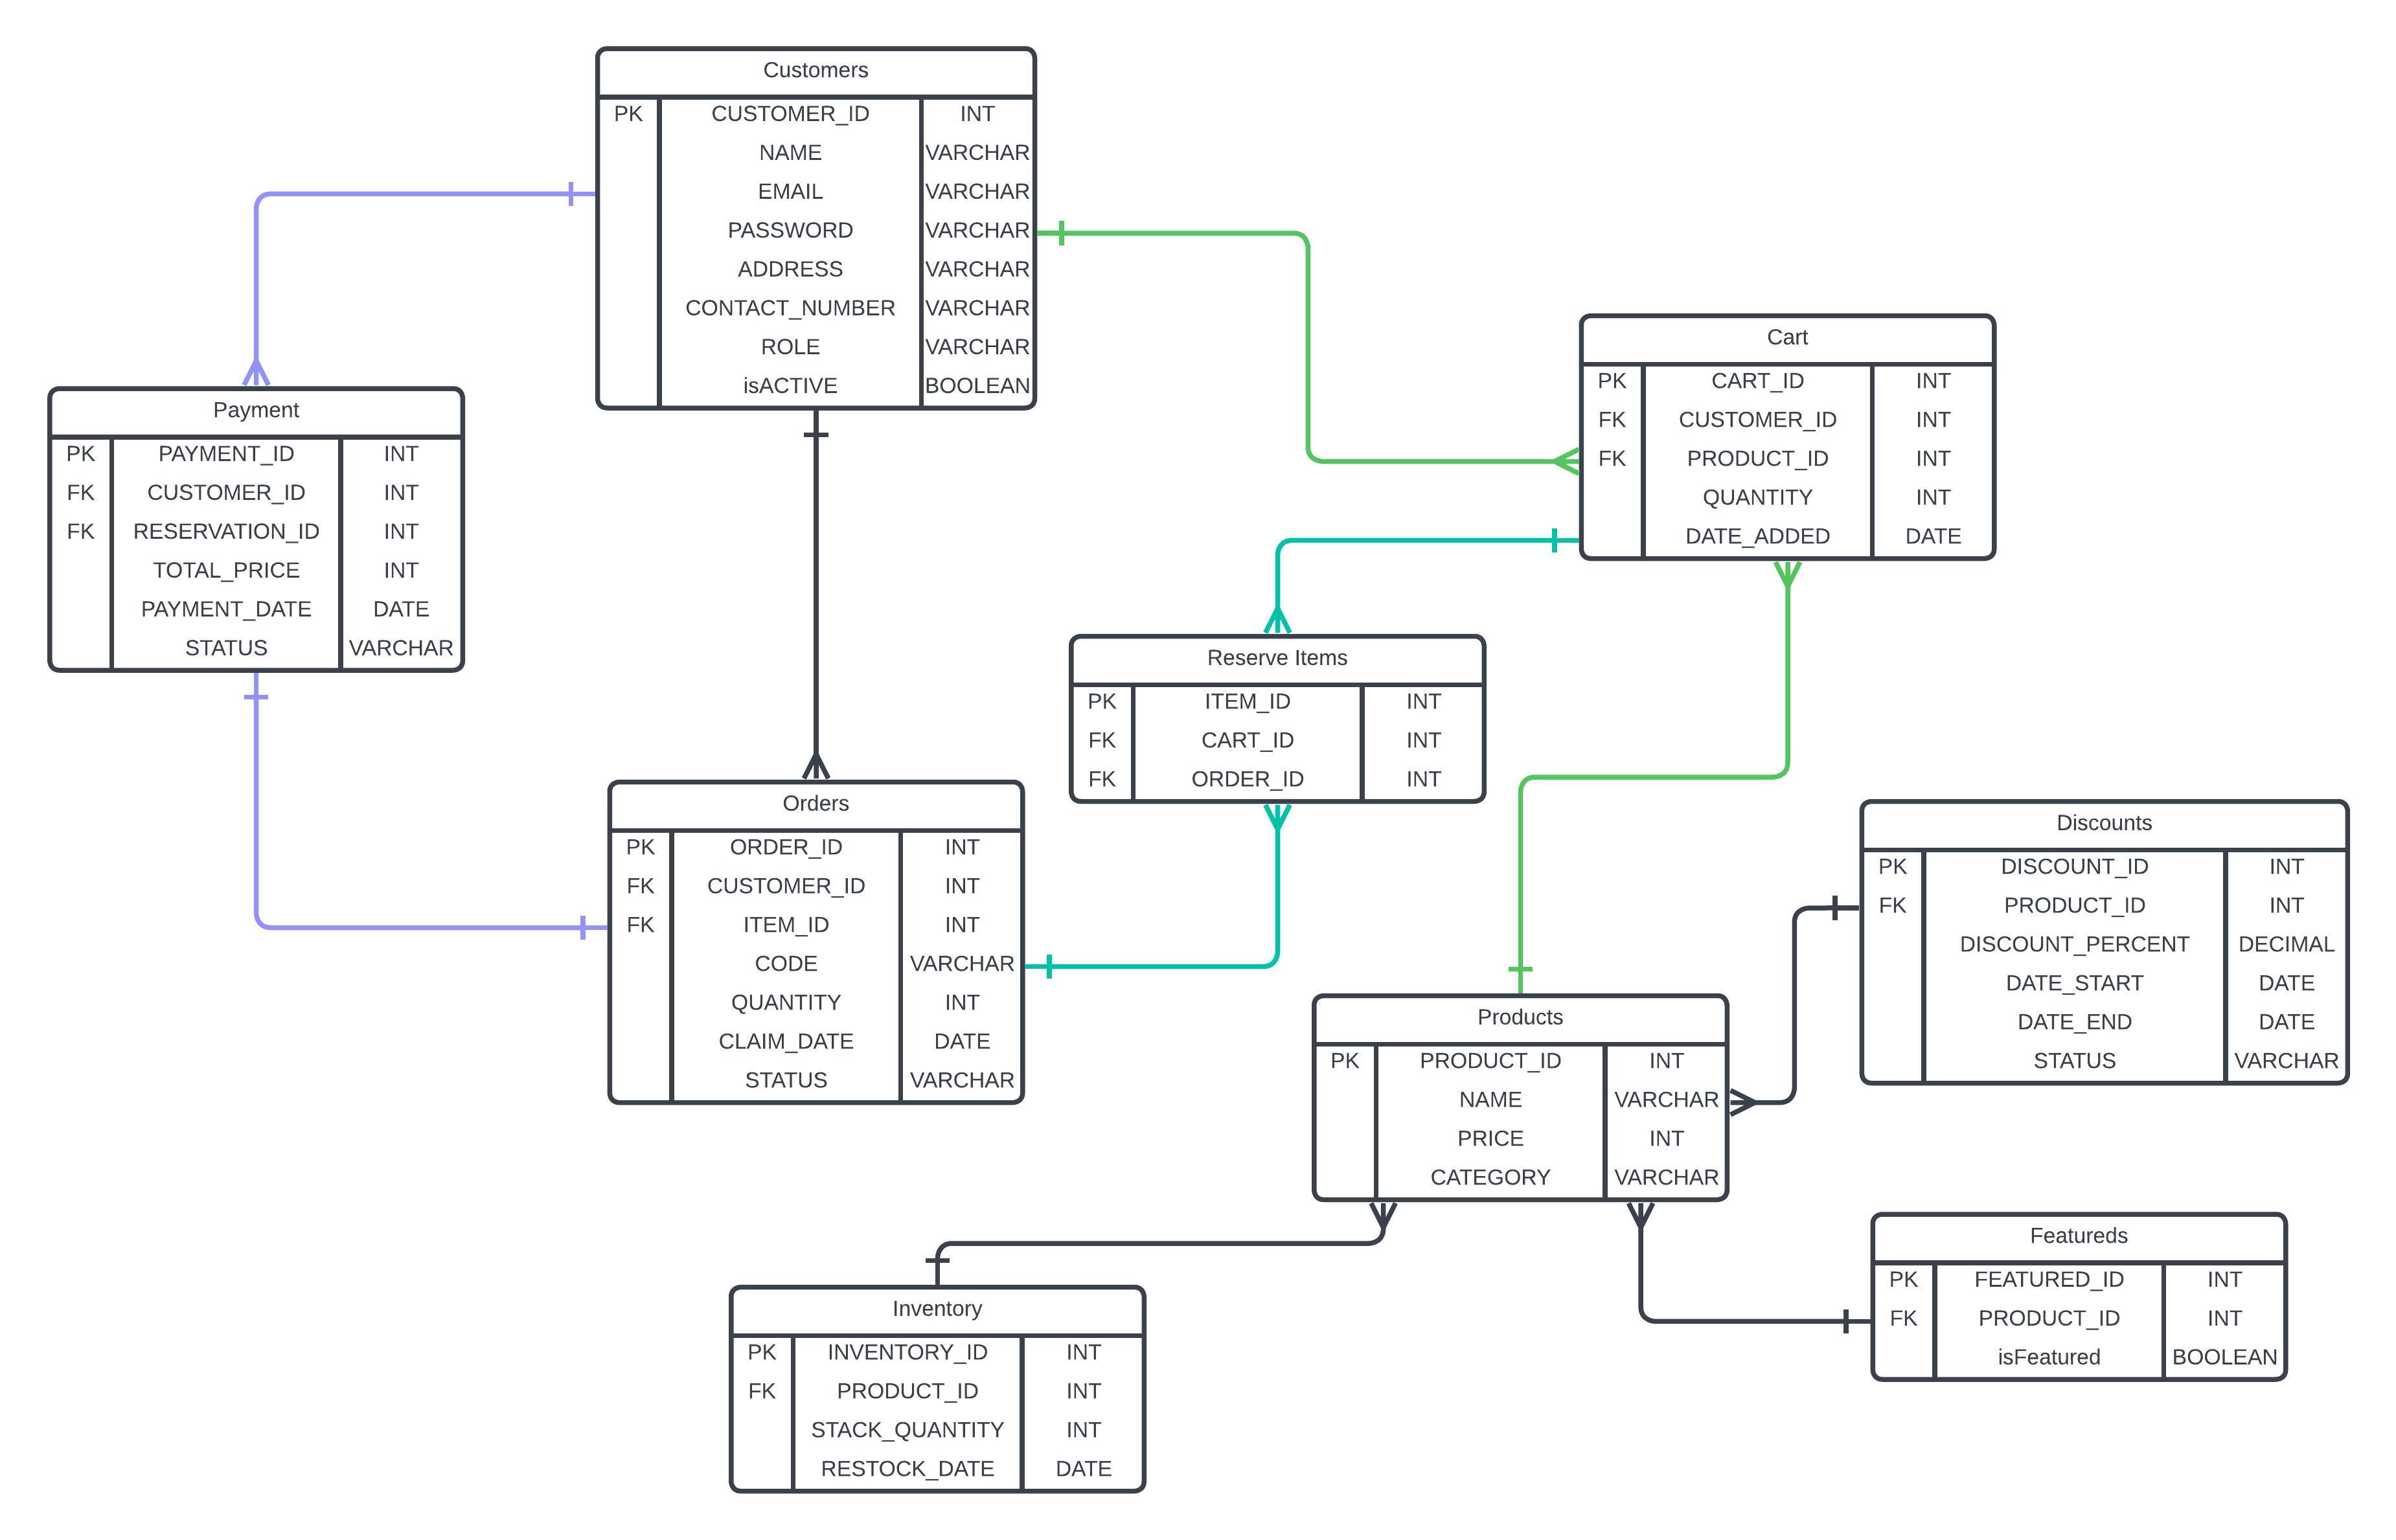 Customers
PK CUSTOMER_ID INT
NAME VARCHAR
EMAIL VARCHAR
PASSWORD VARCHAR
ADDRESS VARCHAR
CONTACT_NUMBER VARCHAR
ROLE VARCHAR
isACTIVE BOOLEAN
Cart
PK CART_ID INT
FK CUSTOMER_ID INT
FK PRODUCT_ID INT
QUANTITY INT
DATE_ADDED DATE
Payment
PK PAYMENT_ID INT
FK CUSTOMER_ID INT
FK RESERVATION_ID INT
TOTAL_PRICE INT
PAYMENT_DATE DATE
STATUS VARCHAR
Reserve Items
PK ITEM_ID INT
FK CART_ID INT
FK ORDER_ID INT
Orders
PK ORDER_ID INT
FK CUSTOMER_ID INT
FK ITEM_ID INT
CODE VARCHAR
QUANTITY INT
CLAIM_DATE DATE
STATUS VARCHAR
Discounts
PK DISCOUNT_ID INT
FK PRODUCT_ID INT
DISCOUNT_PERCENT DECIMAL
DATE_START DATE
DATE_END DATE
STATUS VARCHAR
Products
PK PRODUCT_ID INT
NAME VARCHAR
PRICE INT
CATEGORY VARCHAR
Featureds
PK FEATURED_ID INT
FK PRODUCT_ID INT
isFeatured BOOLEAN
Inventory
PK INVENTORY_ID INT
FK PRODUCT_ID INT
STACK_QUANTITY INT
RESTOCK_DATE DATE